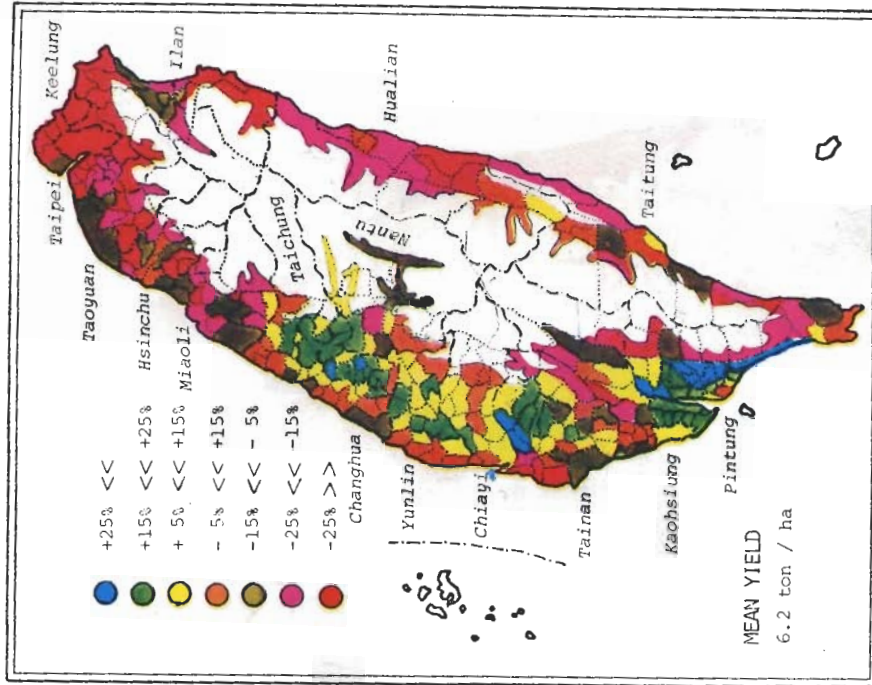 +25% <<
+15% << +25%
+ 5% << +15%
- 5% << +15%
-15% << - 5%
-25% << -15%
-25% >>
Keelung
Taipei
Ilan
Taoyuan
Hsinchu
Miaoli
Taichung
Hualian
Nantu
Changhua
Yunlin
Chiayi
Tainan
Taitung
Kaohsiung
Pintung
MEAN YIELD
6.2 ton / ha